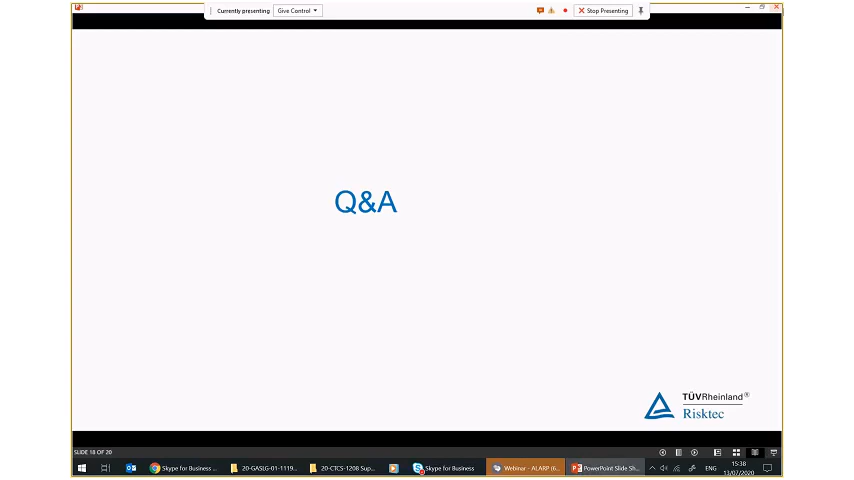 Currently presenting Give Control Stop Presenting
Q&A
TÜVRheinland®
Risktec
SLIDE 18 OF 20
Skype for Business ... 20-GASLG-01-1119... 20-CTCS-1208 Sup... Skype for Business Webinar - ALARP (6... PowerPoint Slide Sh... ENG 15:38
13/07/2020